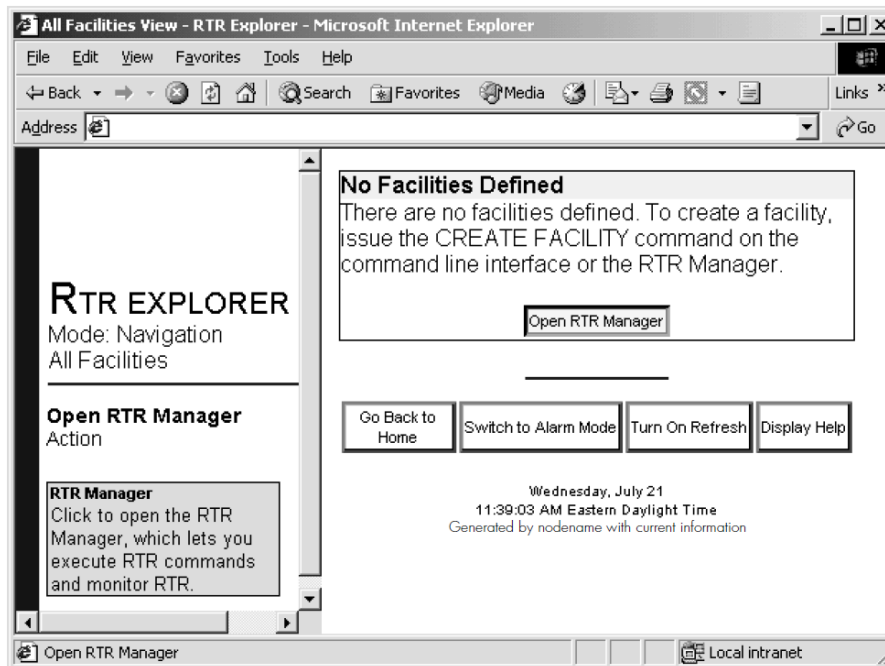 All Facilities View - RTR Explorer - Microsoft Internet Explorer
File Edit View Favorites Tools Help
Back Search Favorites Media Links »
Address Go
RTR EXPLORER
Mode: Navigation
All Facilities
Open RTR Manager
Action
RTR Manager
Click to open the RTR
Manager, which lets you
execute RTR commands
and monitor RTR.
No Facilities Defined
There are no facilities defined. To create a facility,
issue the CREATE FACILITY command on the
command line interface or the RTR Manager.
Open RTR Manager
Go Back to
Home
Switch to Alarm Mode
Turn On Refresh
Display Help
Wednesday, July 21
11:39:03 AM Eastern Daylight Time
Generated by nodename with current information
Open RTR Manager Local intranet